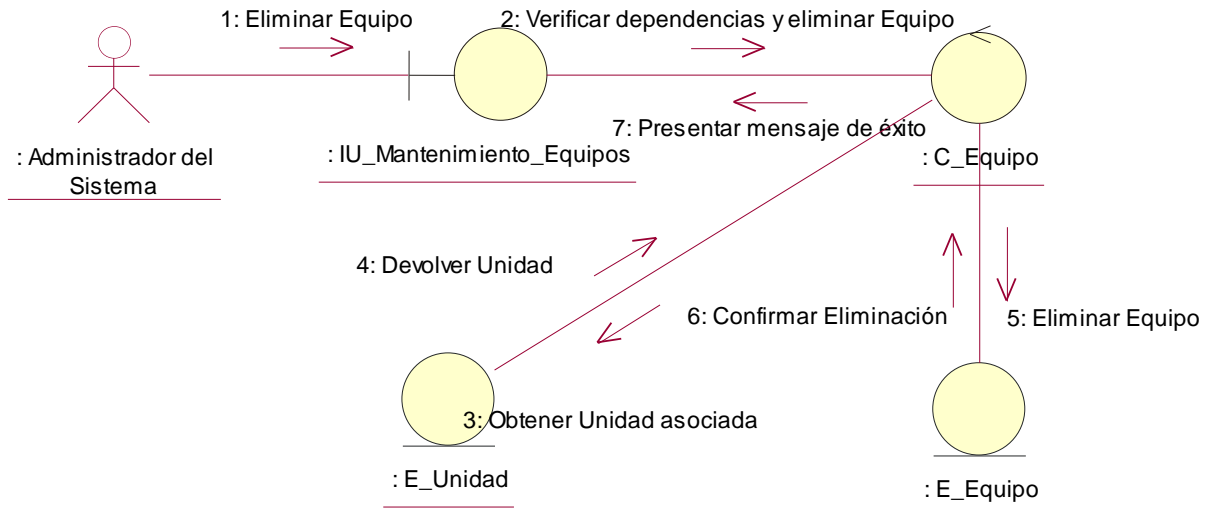 1: Eliminar Equipo
2: Verificar dependencias y eliminar Equipo
7: Presentar mensaje de éxito
: Administrador del
Sistema
: IU_Mantenimiento_Equipos
: C_Equipo
4: Devolver Unidad
6: Confirmar Eliminación
5: Eliminar Equipo
3: Obtener Unidad asociada
: E_Unidad
: E_Equipo